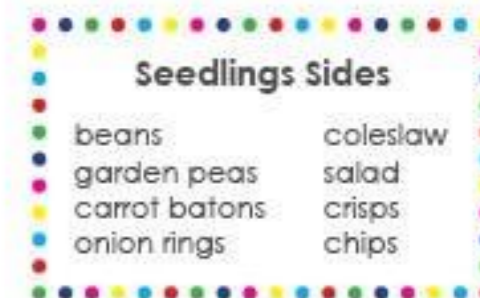 Seedlings Sides
beans
garden peas
carrot batons
onion rings
coleslaw
salad
crisps
chips